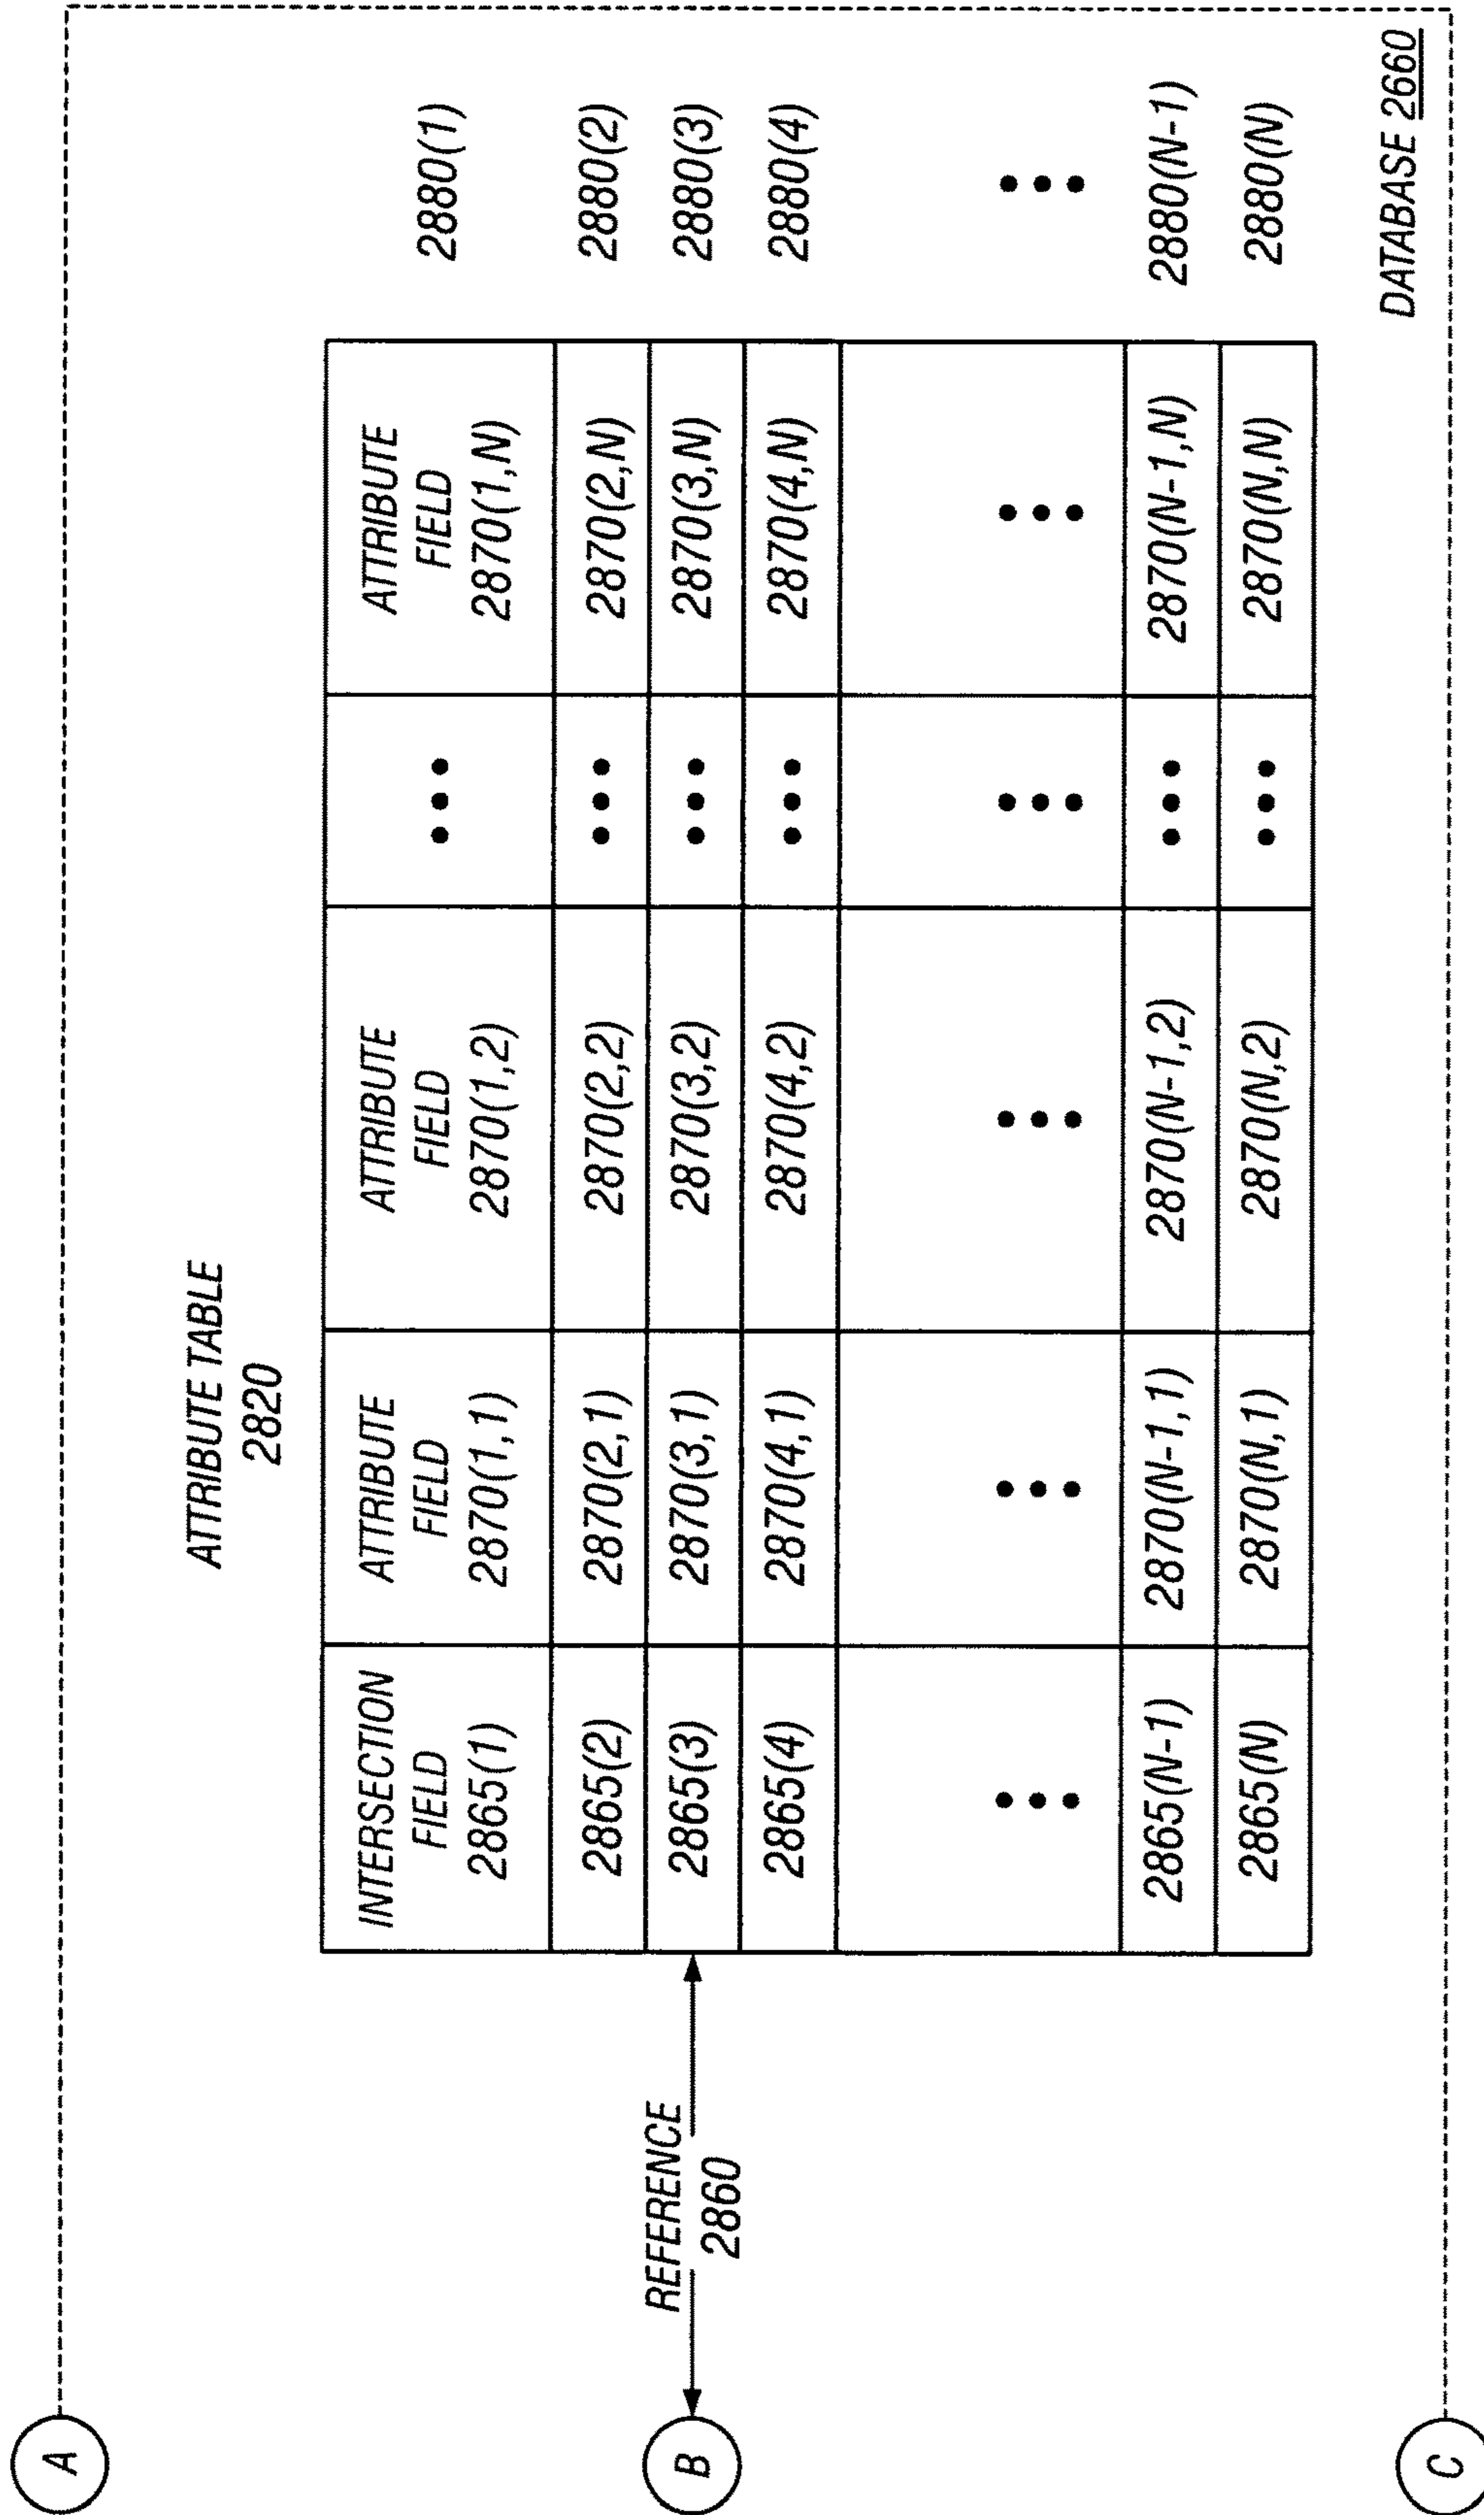 A
ATTRIBUTE TABLE
2820
INTERSECTION
FIELD
2865(1)
ATTRIBUTE
FIELD
2870(1,1)
ATTRIBUTE
FIELD
2870(1,2)
•••
ATTRIBUTE
FIELD
2870(1,N)
2880(1)
2865(2) 2870(2,1) 2870(2,2) ••• 2870(2,N) 2880(2)
B
REFERENCE
2860
2865(3) 2870(3,1) 2870(3,2) ••• 2870(3,N) 2880(3)
2865(4) 2870(4,1) 2870(4,2) ••• 2870(4,N) 2880(4)
2865(N-1) 2870(N-1,1) 2870(N-1,2) ••• 2870(N-1,N) 2880(N-1)
2865(N) 2870(N,1) 2870(N,2) ••• 2870(N,N) 2880(N)
DATABASE 2660
C